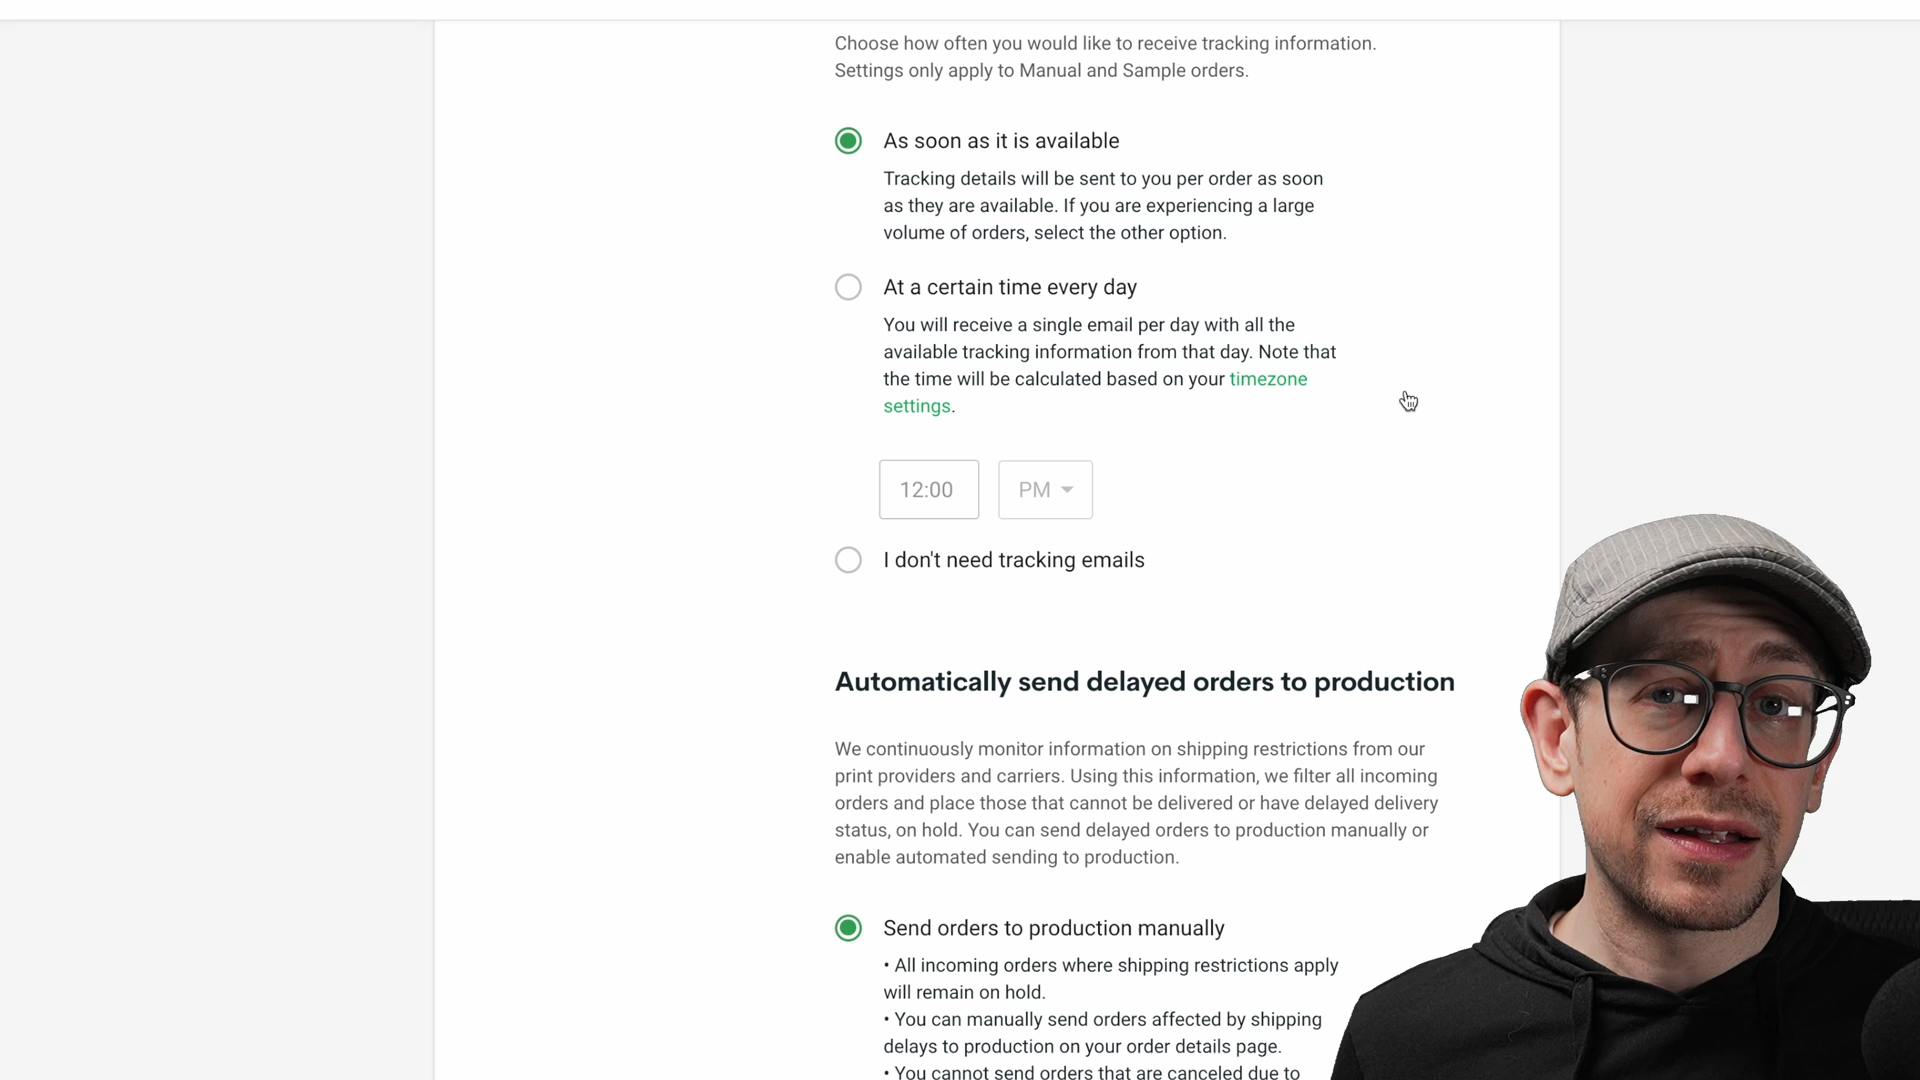 Choose how often you would like to receive tracking information.
Settings only apply to Manual and Sample orders.
As soon as it is available
Tracking details will be sent to you per order as soon
as they are available. If you are experiencing a large
volume of orders, select the other option.
At a certain time every day
You will receive a single email per day with all the
available tracking information from that day. Note that
the time will be calculated based on your timezone
settings.
12:00 PM
I don't need tracking emails
Automatically send delayed orders to production
We continuously monitor information on shipping restrictions from our
print providers and carriers. Using this information, we filter all incoming
orders and place those that cannot be delivered or have delayed delivery
status, on hold. You can send delayed orders to production manually or
enable automated sending to production.
Send orders to production manually
• All incoming orders where shipping restrictions apply
will remain on hold.
• You can manually send orders affected by shipping
delays to production on your order details page.
• You cannot send orders that are canceled due to